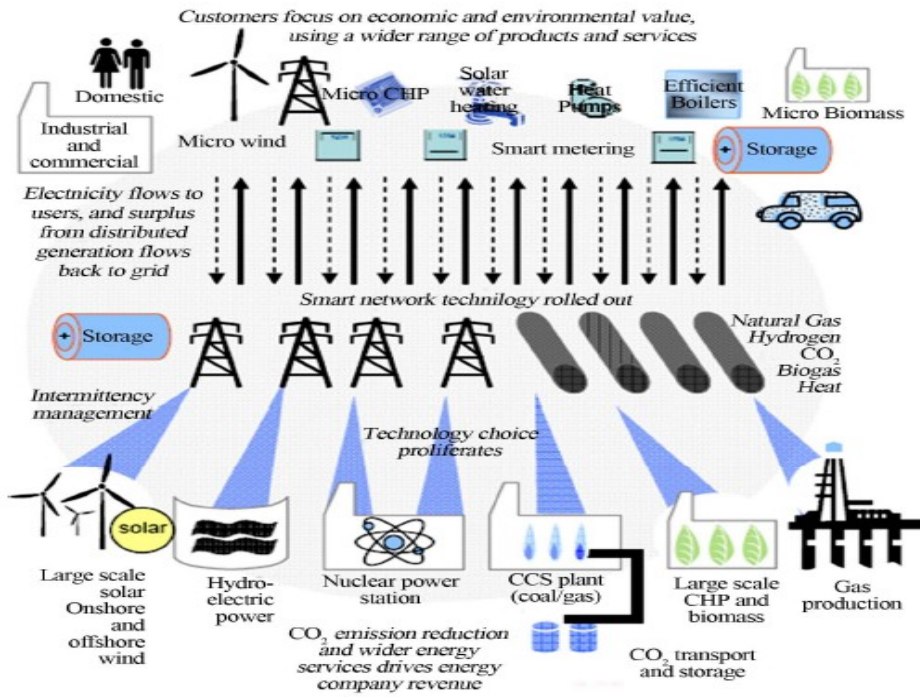 Customers focus on economic and environmental value,
using a wider range of products and services
Domestic
Industrial
and
commercial
Micro wind
Micro CHP
Solar
water
heating
Heat
Pumps
Efficient
Boilers
Micro Biomass
Smart metering
Storage
Electricity flows to
users, and surplus
from distributed
generation flows
back to grid
Smart network technilogy rolled out
Storage
Natural Gas
Hydrogen
CO₂
Biogas
Heat
Intermittency
management
Technology choice
proliferates
solar
Large scale
solar
Onshore
and
offshore
wind
Hydro-
electric
power
Nuclear power
station
CCS plant
(coal/gas)
Large scale
CHP and
biomass
Gas
production
CO₂ emission reduction
and wider energy
services drives energy
company revenue
CO₂ transport
and storage